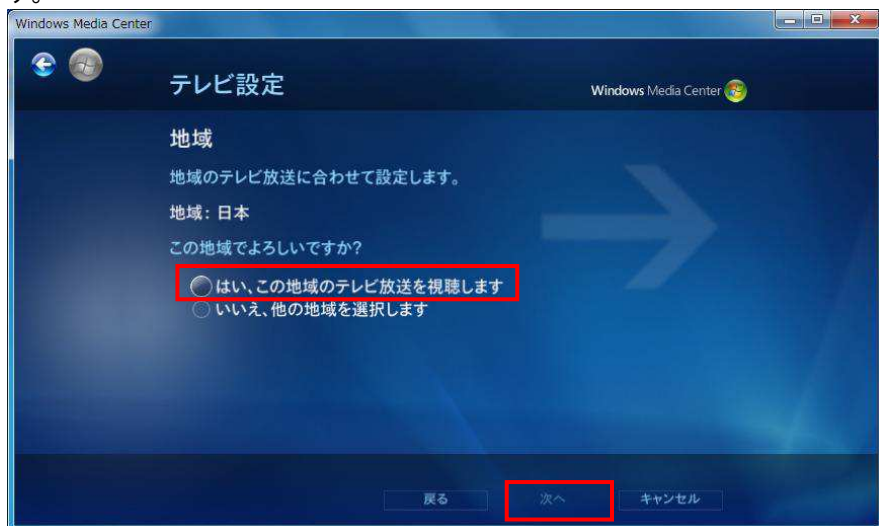 す。
Windows Media Center
テレビ設定
Windows Media Center
地域
地域のテレビ放送に合わせて設定します。
地域: 日本
この地域でよろしいですか?
はい、この地域のテレビ放送を視聴します
いいえ、他の地域を選択します
戻る 次へ キャンセル